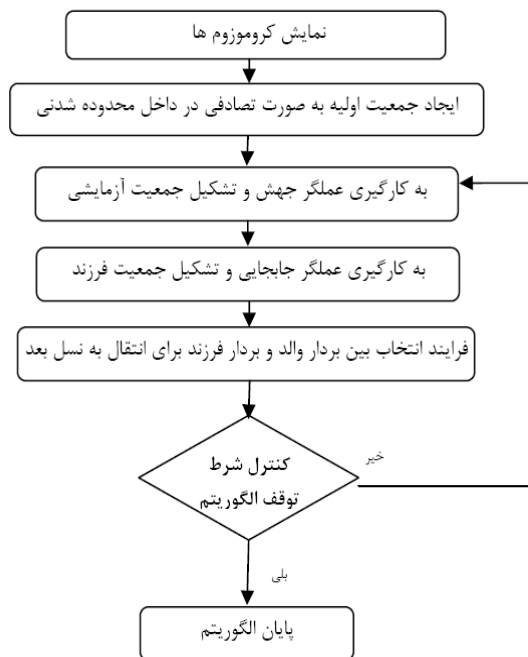 نمایش کروموزوم ها
ایجاد جمعیت اولیه به صورت تصادفی در داخل محدوده شدنی
به کارگیری عملگر جهش و تشکیل جمعیت آزمایشی
به کارگیری عملگر جابجایی و تشکیل جمعیت فرزند
فرایند انتخاب بین بردار والد و بردار فرزند برای انتقال به نسل بعد
کنترل شرط
توقف الگوریتم
خیر
بلی
پایان الگوریتم